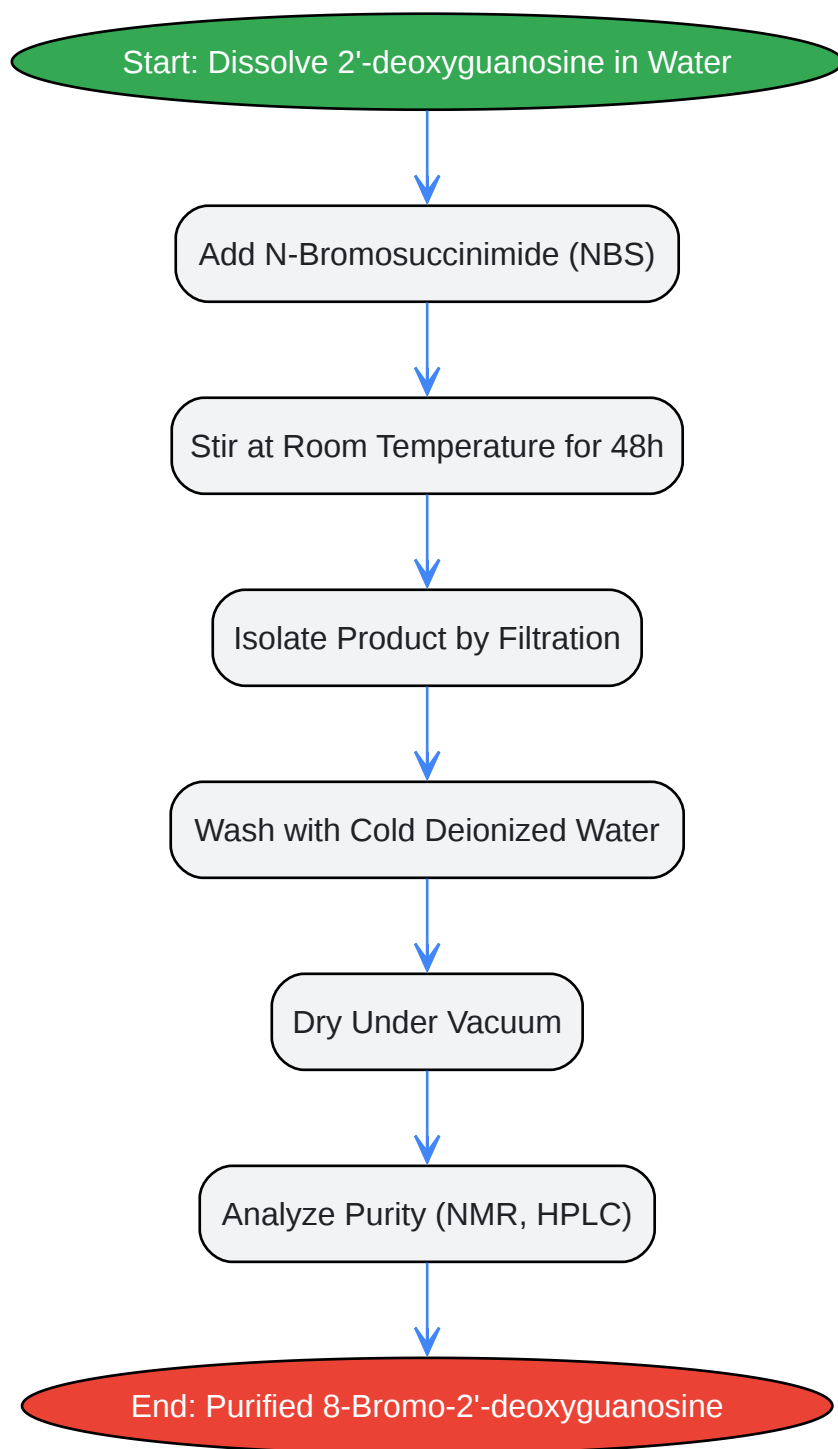 Start: Dissolve 2'-deoxyguanosine in Water
Add N-Bromosuccinimide (NBS)
Stir at Room Temperature for 48h
Isolate Product by Filtration
Wash with Cold Deionized Water
Dry Under Vacuum
Analyze Purity (NMR, HPLC)
End: Purified 8-Bromo-2'-deoxyguanosine